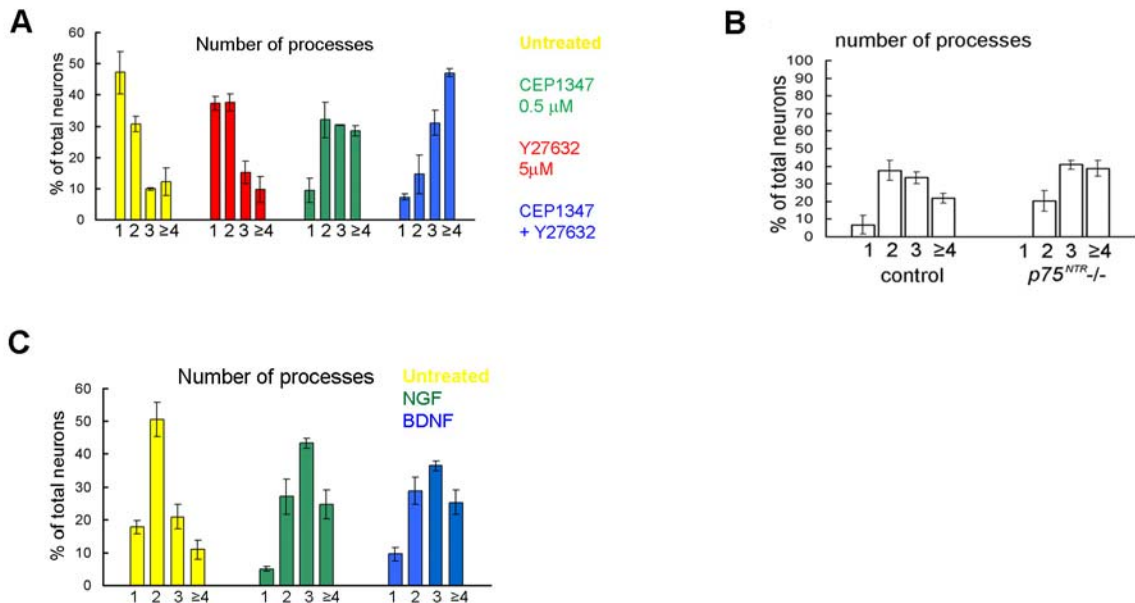 A
Number of processes
% of total neurons
60
50
40
30
20
10
0
1 2 3 ≥4 1 2 3 ≥4 1 2 3 ≥4 1 2 3 ≥4
Untreated
CEP1347
0.5 µM
Y27632
5µM
CEP1347
+ Y27632
B
number of processes
% of total neurons
100
90
80
70
60
50
40
30
20
10
0
1 2 3 ≥4 1 2 3 ≥4
control p75NTR-/-
C
Number of processes
Untreated
NGF
BDNF
% of total neurons
60
50
40
30
20
10
0
1 2 3 ≥4 1 2 3 ≥4 1 2 3 ≥4